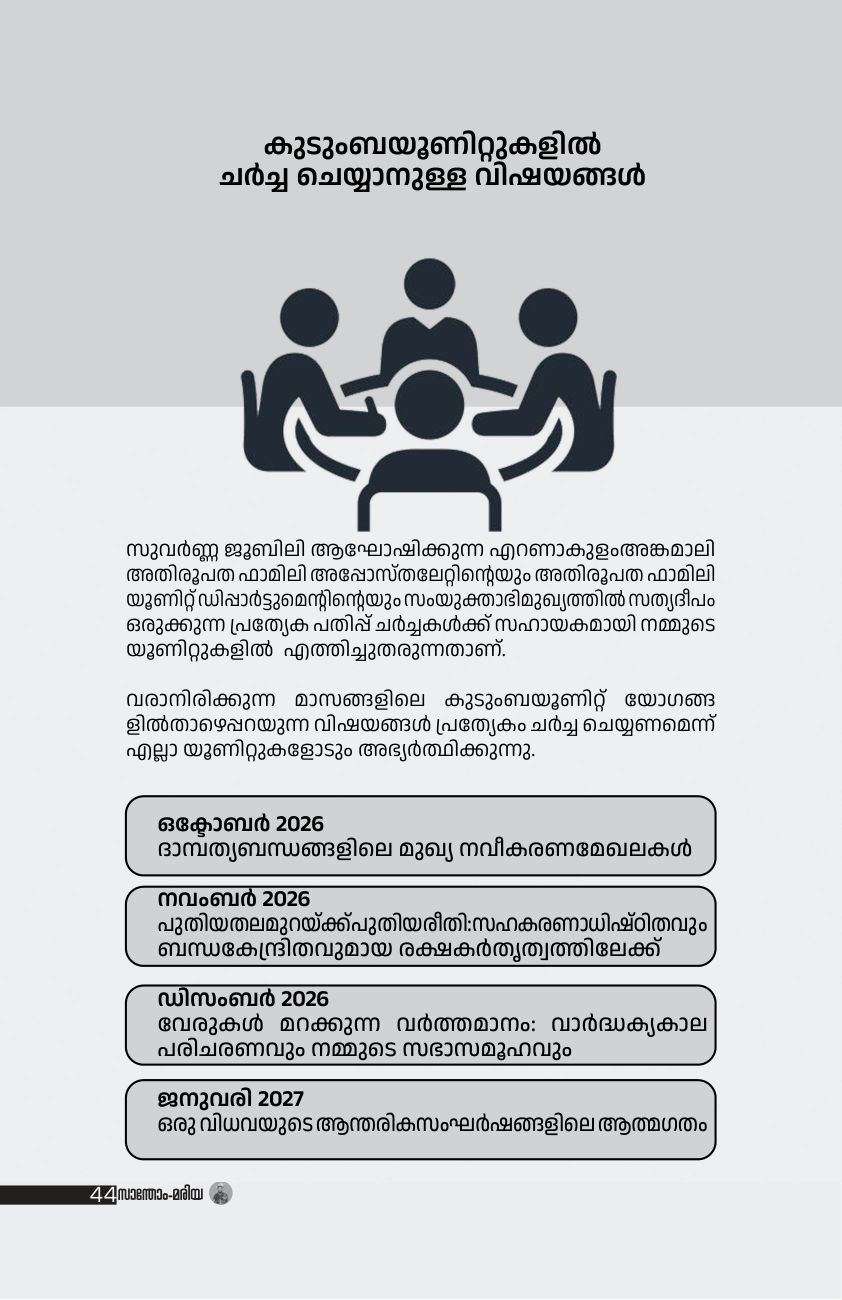 കുടുംബയൂണിറ്റുകളിൽ
ചർച്ച ചെയ്യാനുള്ള വിഷയങ്ങൾ
സുവർണ്ണ ജൂബിലി ആഘോഷിക്കുന്ന എറണാകുളംഅങ്കമാലി
അതിരൂപത ഫാമിലി അപ്പോസ്തലേറ്റിന്റെയും അതിരൂപത ഫാമിലി
യൂണിറ്റ് ഡിപ്പാർട്ടുമെന്റിന്റെയും സംയുക്താഭിമുഖ്യത്തിൽ സത്യദീപം
ഒരുക്കുന്ന പ്രത്യേക പതിപ്പ് ചർച്ചകൾക്ക് സഹായകമായി നമ്മുടെ
യൂണിറ്റുകളിൽ എത്തിച്ചുതരുന്നതാണ്.
വരാനിരിക്കുന്ന മാസങ്ങളിലെ കുടുംബയൂണിറ്റ് യോഗങ്ങ
ളിൽതാഴെപ്പറയുന്ന വിഷയങ്ങൾ പ്രത്യേകം ചർച്ച ചെയ്യണമെന്ന്
എല്ലാ യൂണിറ്റുകളോടും അഭ്യർത്ഥിക്കുന്നു.
ഒക്ടോബർ 2026
ദാമ്പത്യബന്ധങ്ങളിലെ മുഖ്യ നവീകരണമേഖലകൾ
നവംബർ 2026
പുതിയതലമുറയ്ക്ക്പുതിയരീതി:സഹകരണാധിഷ്ഠിതവും
ബന്ധകേന്ദ്രിതവുമായ രക്ഷകർതൃത്വത്തിലേക്ക്
ഡിസംബർ 2026
വേരുകൾ മറക്കുന്ന വർത്തമാനം: വാർദ്ധക്യകാല
പരിചരണവും നമ്മുടെ സഭാസമൂഹവും
ജനുവരി 2027
ഒരു വിധവയുടെ ആന്തരികസംഘർഷങ്ങളിലെ ആത്മഗതം
44 സാന്തോം-മരിയ